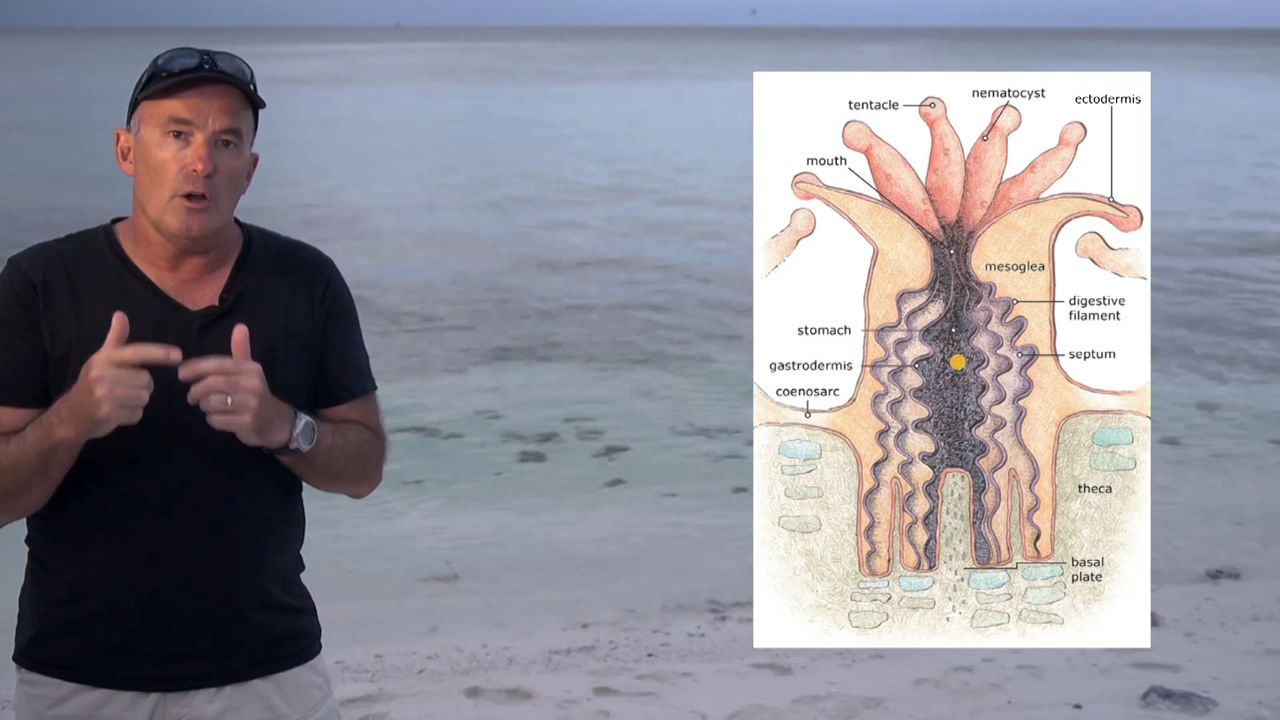 nematocyst
ectodermis
tentacle
mouth
mesoglea
digestive
filament
stomach
septum
gastrodermis
coenosarc
theca
basal
plate